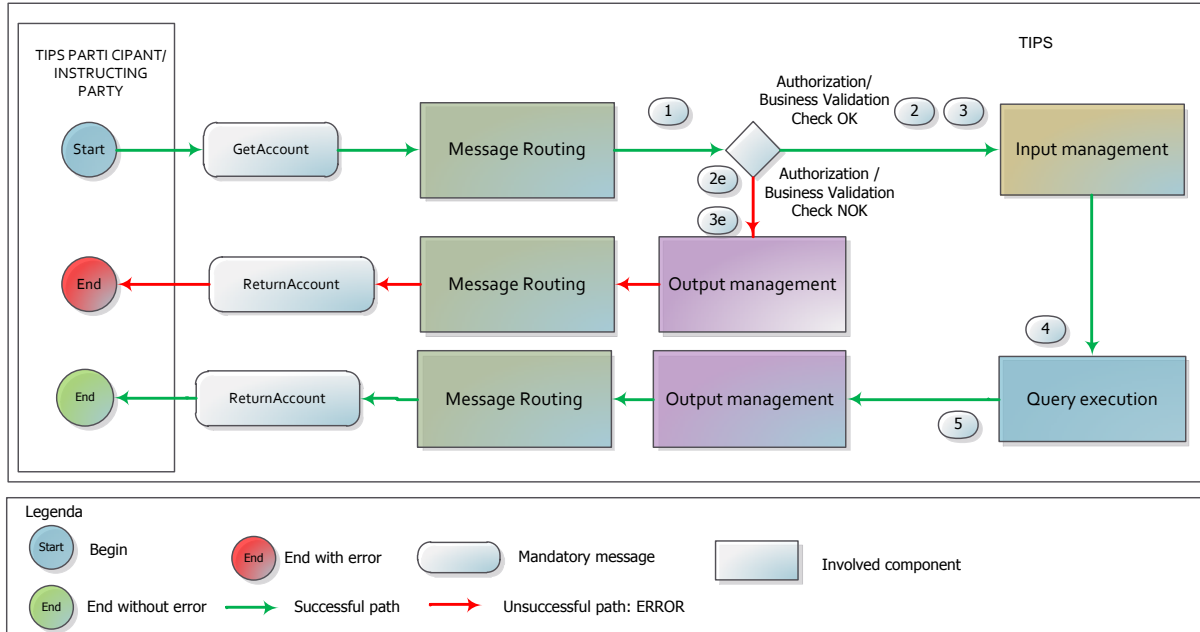 TIPS PARTI CIPANT/
INSTRUCTING
PARTY
TIPS
Start
GetAccount
Message Routing
1
Authorization/
Business Validation
Check OK
2
3
Input management
2e
3e
Authorization /
Business Validation
Check NOK
End
ReturnAccount
Message Routing
Output management
4
End
ReturnAccount
Message Routing
Output management
5
Query execution
Legenda
Start
Begin
End
End with error
Mandatory message
Involved component
End
End without error
Successful path
Unsuccessful path: ERROR